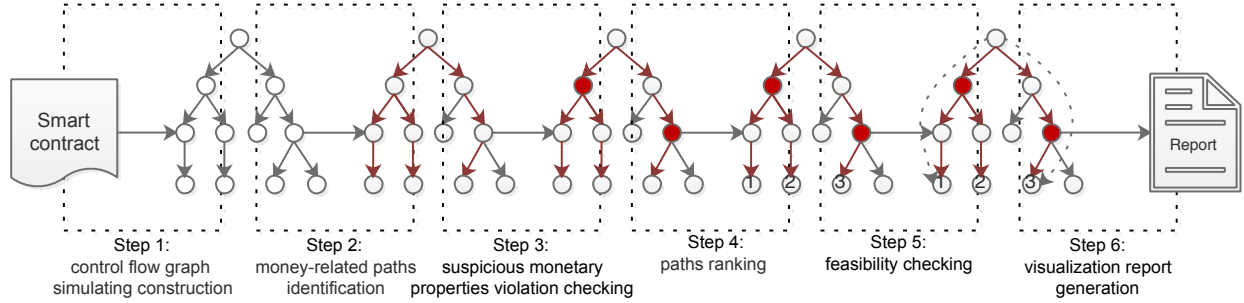 Smart
contract
1
2
3
1
2
3
Report
Step 1:
control flow graph
simulating construction
Step 2:
money-related paths
identification
Step 3:
suspicious monetary
properties violation checking
Step 4:
paths ranking
Step 5:
feasibility checking
Step 6:
visualization report
generation